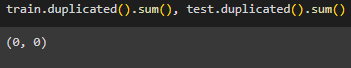 train.duplicated().sum(), test.duplicated().sum()
(0, 0)